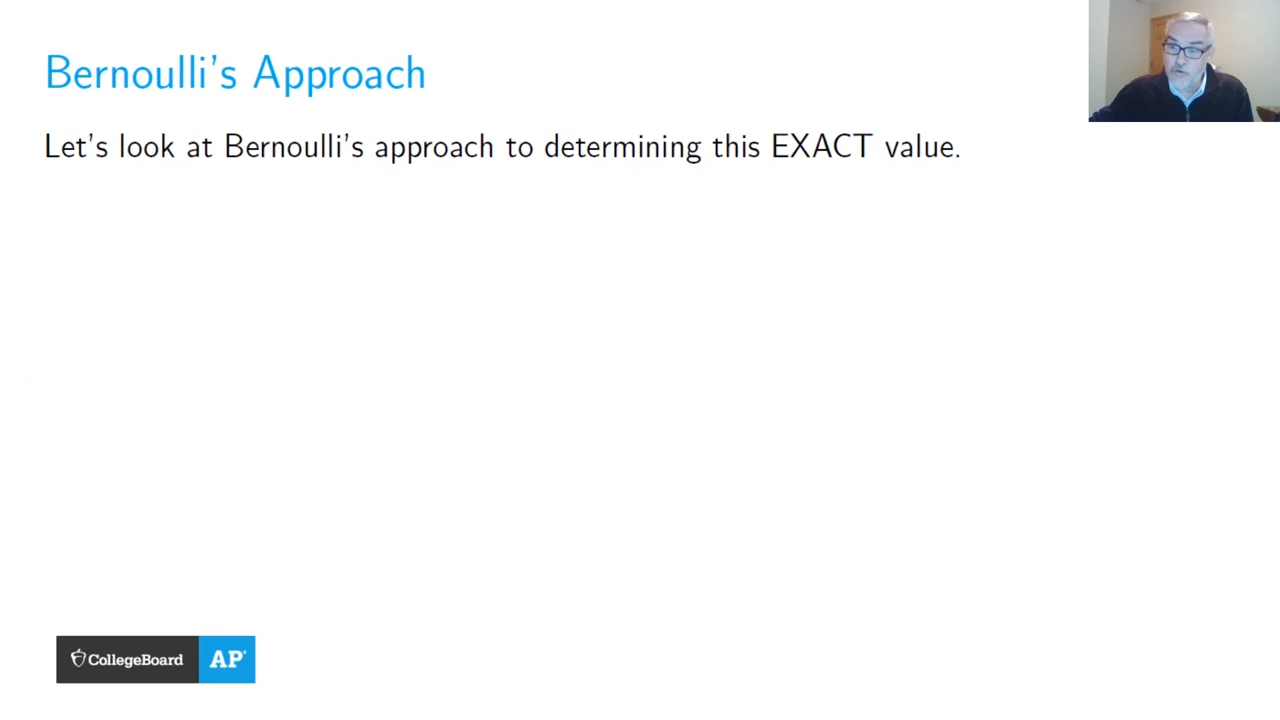 Bernoulli's Approach
Let's look at Bernoulli's approach to determining this EXACT value.
CollegeBoard AP